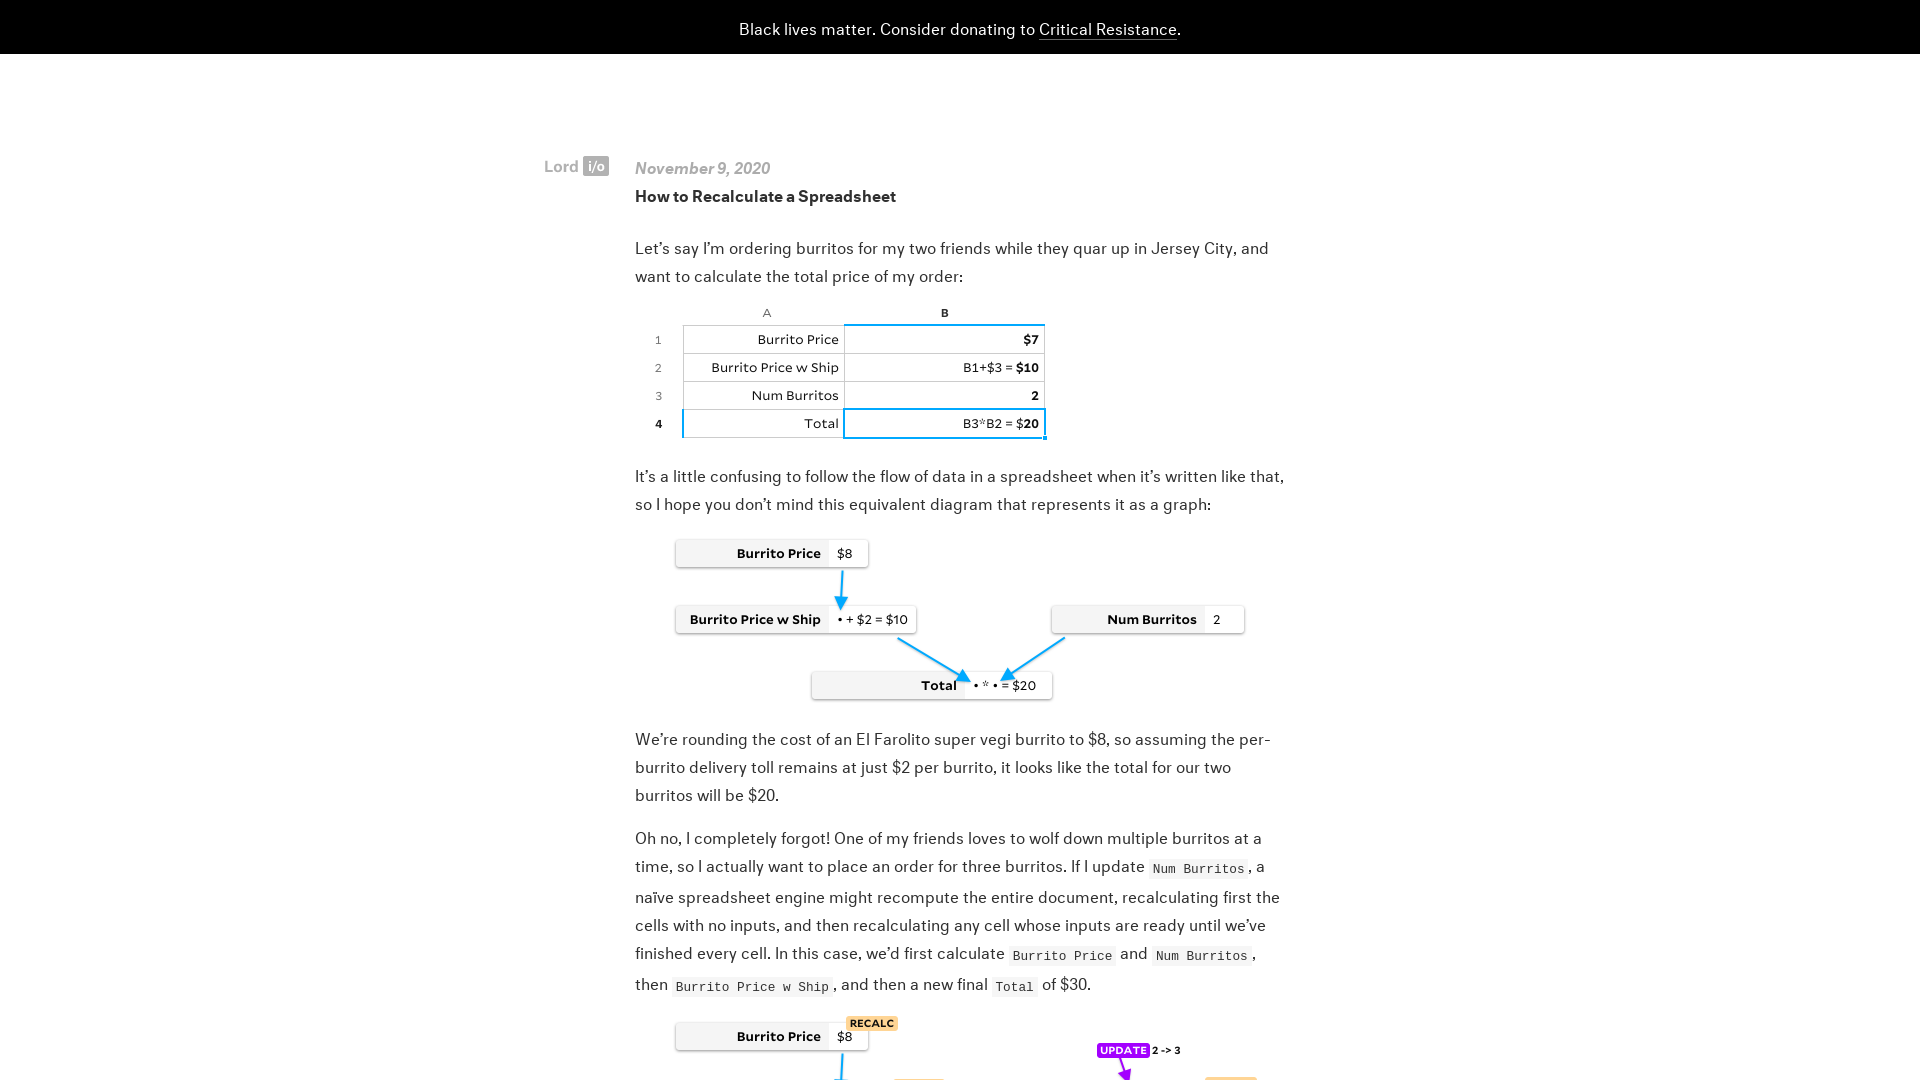 Black lives matter. Consider donating to Critical Resistance.
Lord i/o
November 9, 2020
How to Recalculate a Spreadsheet
Let’s say I’m ordering burritos for my two friends while they quar up in Jersey City, and
want to calculate the total price of my order:
A B
1 Burrito Price $7
2 Burrito Price w Ship B1+$3 = $10
3 Num Burritos 2
4 Total B3*B2 = $20
It’s a little confusing to follow the flow of data in a spreadsheet when it’s written like that,
so I hope you don’t mind this equivalent diagram that represents it as a graph:
Burrito Price $8
Burrito Price w Ship • + $2 = $10 Num Burritos 2
Total • * • = $20
We’re rounding the cost of an El Farolito super vegi burrito to $8, so assuming the per-
burrito delivery toll remains at just $2 per burrito, it looks like the total for our two
burritos will be $20.
Oh no, I completely forgot! One of my friends loves to wolf down multiple burritos at a
time, so I actually want to place an order for three burritos. If I update Num Burritos, a
naïve spreadsheet engine might recompute the entire document, recalculating first the
cells with no inputs, and then recalculating any cell whose inputs are ready until we’ve
finished every cell. In this case, we’d first calculate Burrito Price and Num Burritos,
then Burrito Price w Ship, and then a new final Total of $30.
RECALC
Burrito Price $8
UPDATE 2 -> 3